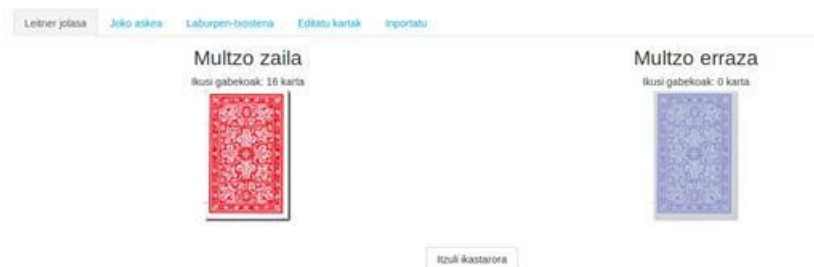 Leitner jolasa Joko askea Laburpen-txostena Editatu kartak Inportatu
Multzo zaila Multzo erraza
Ikusi gabekoak: 16 karta Ikusi gabekoak: 0 karta
Itzuli ikastarora